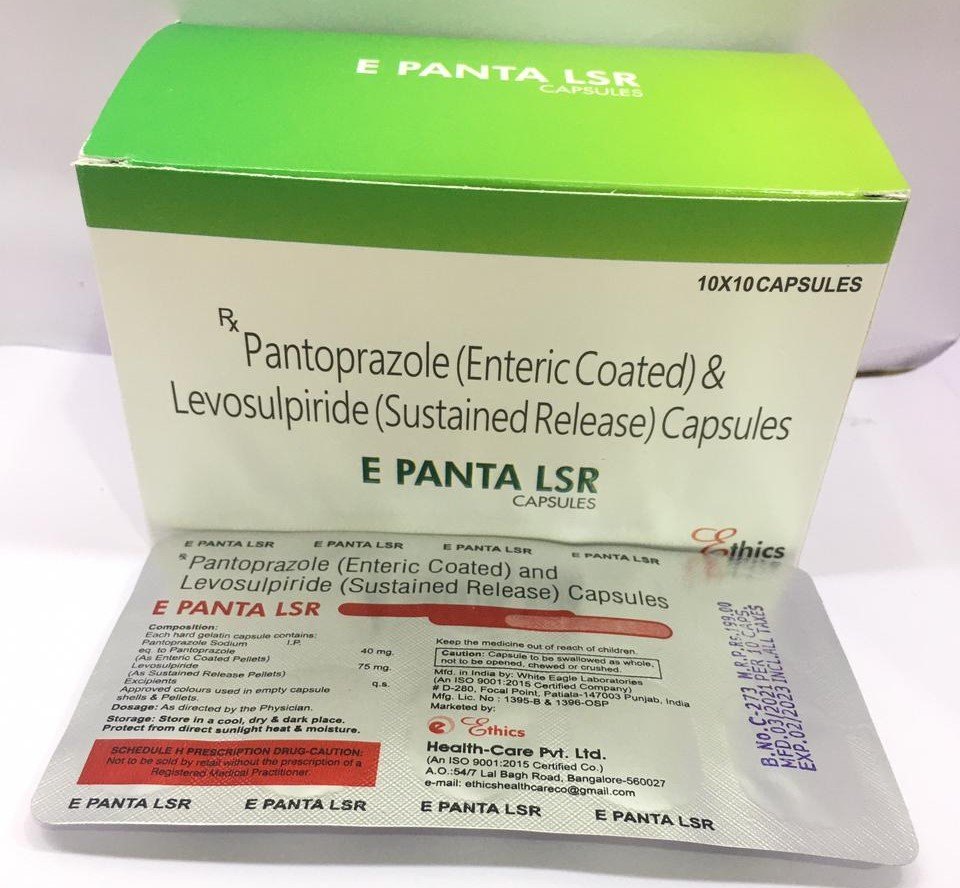 E PANTA LSR
CAPSULES
10X10 CAPSULES
Rx
Pantoprazole (Enteric Coated) &
Levosulpiride (Sustained Release) Capsules
E PANTA LSR
CAPSULES
Ethics
E PANTA LSR E PANTA LSR E PANTA LSR E PANTA LSR
Rx Pantoprazole (Enteric Coated) and
Levosulpiride (Sustained Release) Capsules
E PANTA LSR
Composition:
Each hard gelatin capsule contains:
Pantoprazole Sodium I.P.
eq. to Pantoprazole 40 mg.
(As Enteric Coated Pellets)
Levosulpiride 75 mg.
(As Sustained Release Pellets)
Excipients q.s.
Approved colours used in empty capsule
shells & Pellets.
Dosage: As directed by the Physician.
Storage: Store in a cool, dry & dark place.
Protect from direct sunlight heat & moisture.
SCHEDULE H PRESCRIPTION DRUG-CAUTION:
Not to be sold by retail without the prescription of a
Registered Medical Practitioner.
Keep the medicine out of reach of children.
Caution: Capsule to be swallowed as whole,
not to be opened, chewed or crushed.
Mfd. in India by: White Eagle Laboratories
(An ISO 9001:2015 Certified Company)
# D-280, Focal Point, Patiala-147003 Punjab, India
Mfg. Lic. No : 1395-B & 1396-OSP
Marketed by:
e Ethics
Health-Care Pvt. Ltd.
(An ISO 9001:2015 Certified Co.)
A.O.:54/7 Lal Bagh Road, Bangalore-560027
e-mail: ethicshealthcareco@gmail.com
B.No.C-273 M.R.P.RS.199.00
MFD.03/2021 PER 10 CAPS.
EXP.02/2023 INCL.ALL TAXES
E PANTA LSR E PANTA LSR E PANTA LSR E PANTA LSR